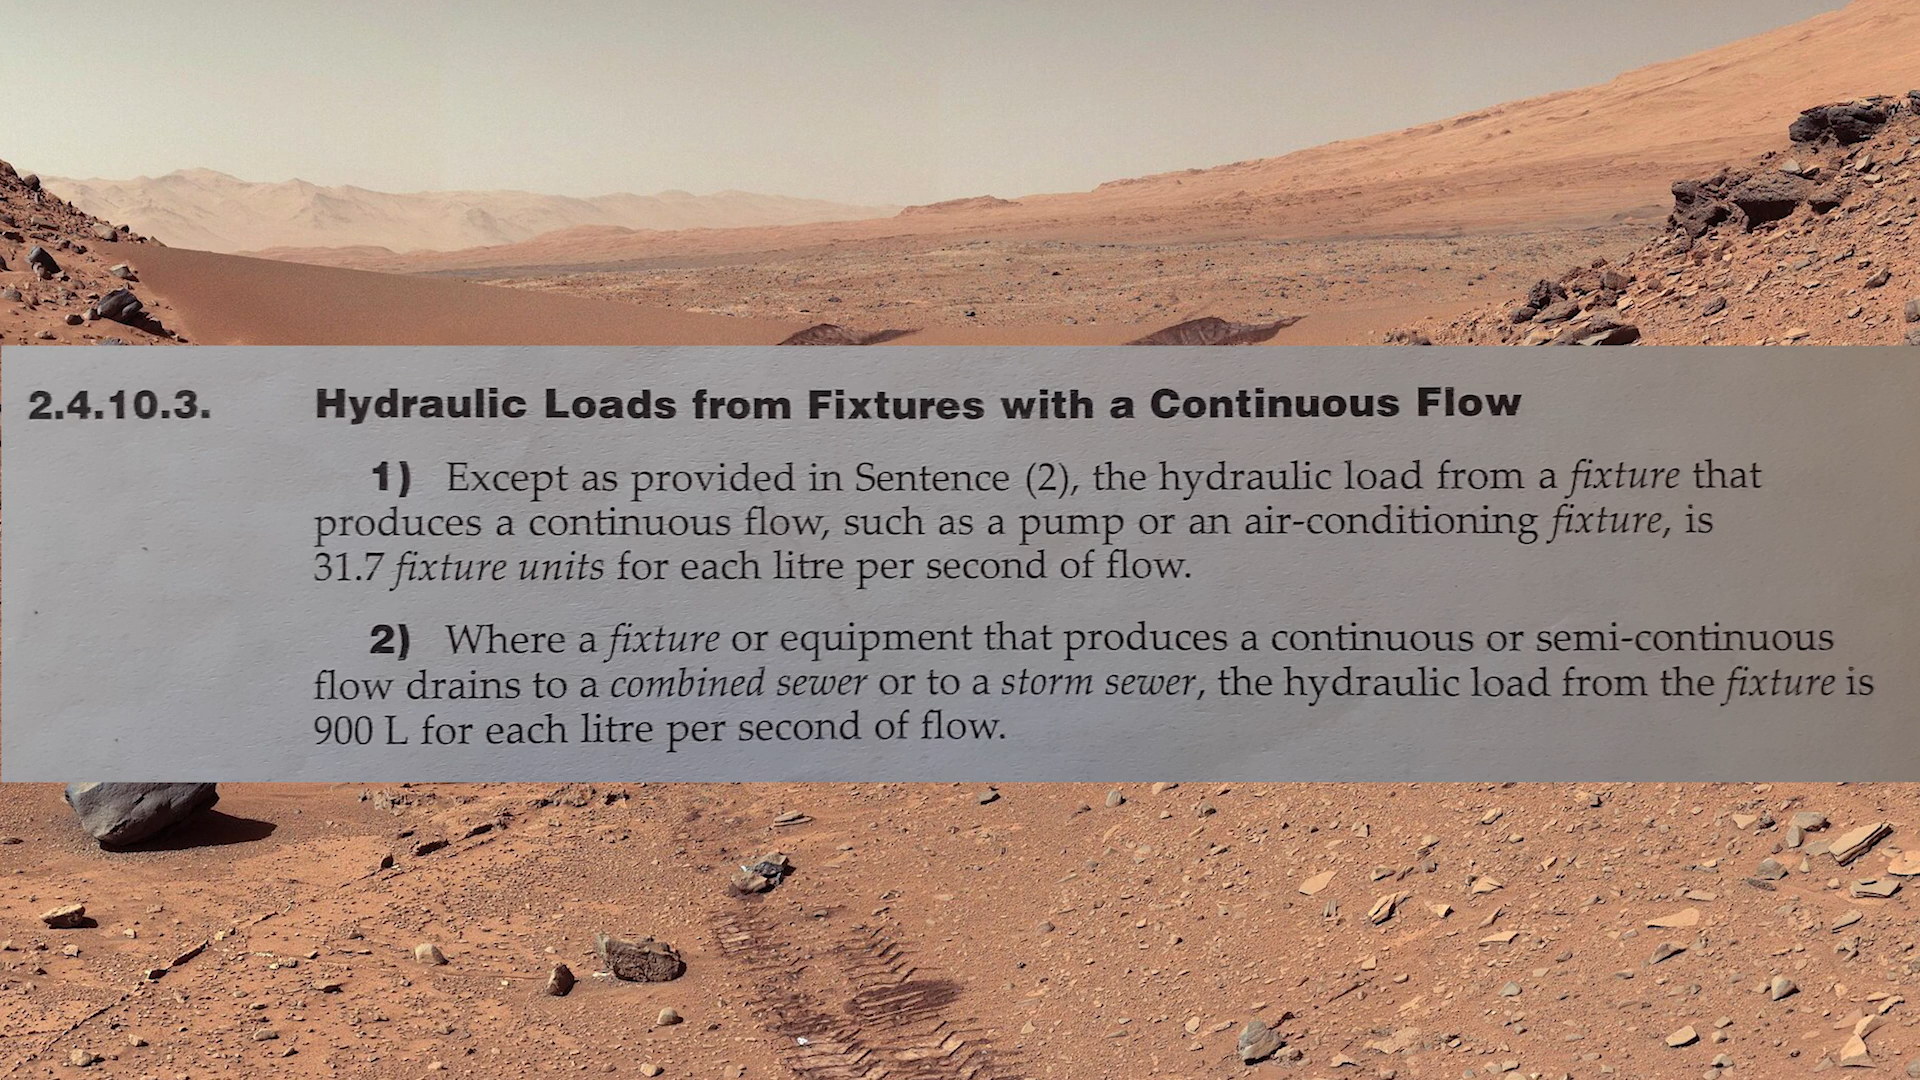 2.4.10.3. Hydraulic Loads from Fixtures with a Continuous Flow
1) Except as provided in Sentence (2), the hydraulic load from a fixture that
produces a continuous flow, such as a pump or an air-conditioning fixture, is
31.7 fixture units for each litre per second of flow.
2) Where a fixture or equipment that produces a continuous or semi-continuous
flow drains to a combined sewer or to a storm sewer, the hydraulic load from the fixture is
900 L for each litre per second of flow.